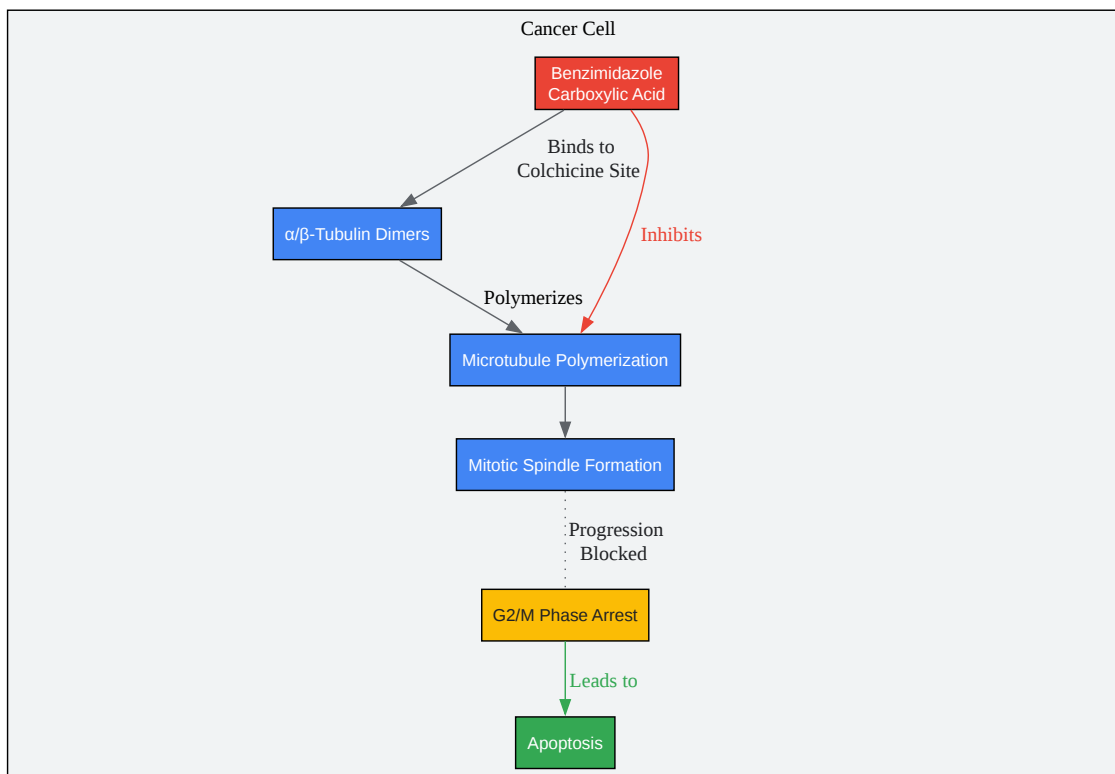 Cancer Cell
Benzimidazole
Carboxylic Acid
Binds to
Colchicine Site
α/β-Tubulin Dimers
Inhibits
Polymerizes
Microtubule Polymerization
Mitotic Spindle Formation
Progression
Blocked
G2/M Phase Arrest
Leads to
Apoptosis